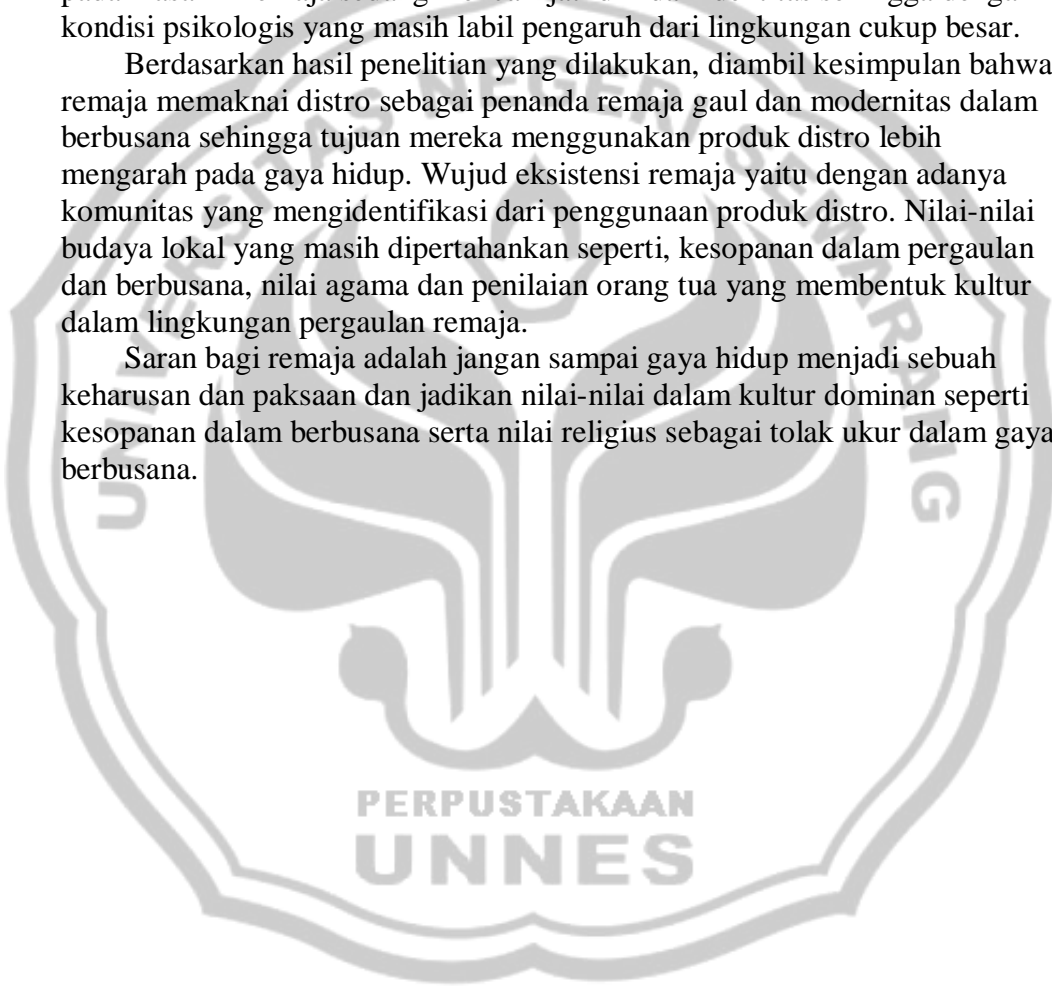 kondisi psikologis yang masih labil pengaruh dari lingkungan cukup besar.
Berdasarkan hasil penelitian yang dilakukan, diambil kesimpulan bahwa
remaja memaknai distro sebagai penanda remaja gaul dan modernitas dalam
berbusana sehingga tujuan mereka menggunakan produk distro lebih
mengarah pada gaya hidup. Wujud eksistensi remaja yaitu dengan adanya
komunitas yang mengidentifikasi dari penggunaan produk distro. Nilai-nilai
budaya lokal yang masih dipertahankan seperti, kesopanan dalam pergaulan
dan berbusana, nilai agama dan penilaian orang tua yang membentuk kultur
dalam lingkungan pergaulan remaja.
Saran bagi remaja adalah jangan sampai gaya hidup menjadi sebuah
keharusan dan paksaan dan jadikan nilai-nilai dalam kultur dominan seperti
kesopanan dalam berbusana serta nilai religius sebagai tolak ukur dalam gaya
berbusana.
UNIVERSITAS NEGERI SEMARANG
PERPUSTAKAAN
UNNES